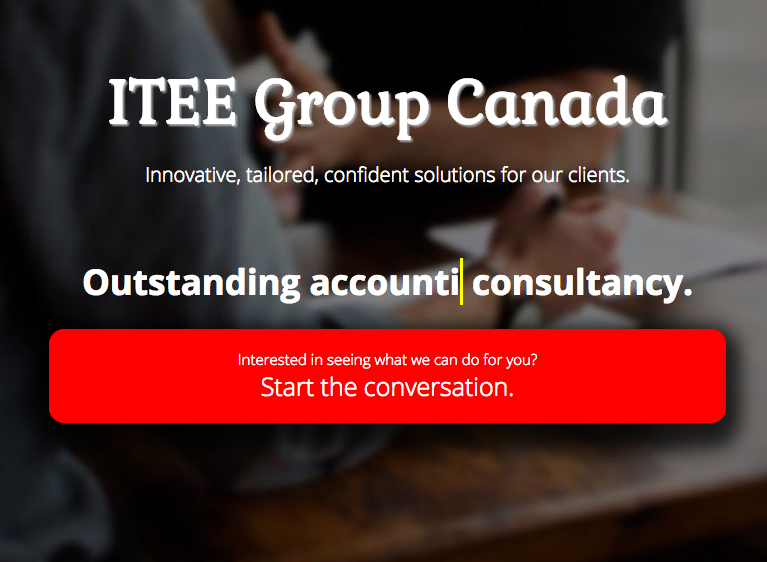 ITEE Group Canada
Innovative, tailored, confident solutions for our clients.
Outstanding accounti consultancy.
Interested in seeing what we can do for you?
Start the conversation.